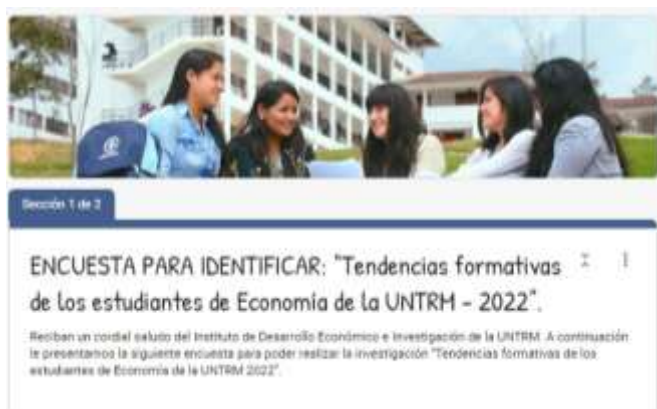 Sección 1 de 2
ENCUESTA PARA IDENTIFICAR: "Tendencias formativas
de los estudiantes de Economía de la UNTRM - 2022".
Reciban un cordial saludo del Instituto de Desarrollo Económico e Investigación de la UNTRM. A continuación
le presentamos la siguiente encuesta para poder realizar la investigación "Tendencias formativas de los
estudiantes de Economía de la UNTRM 2022".